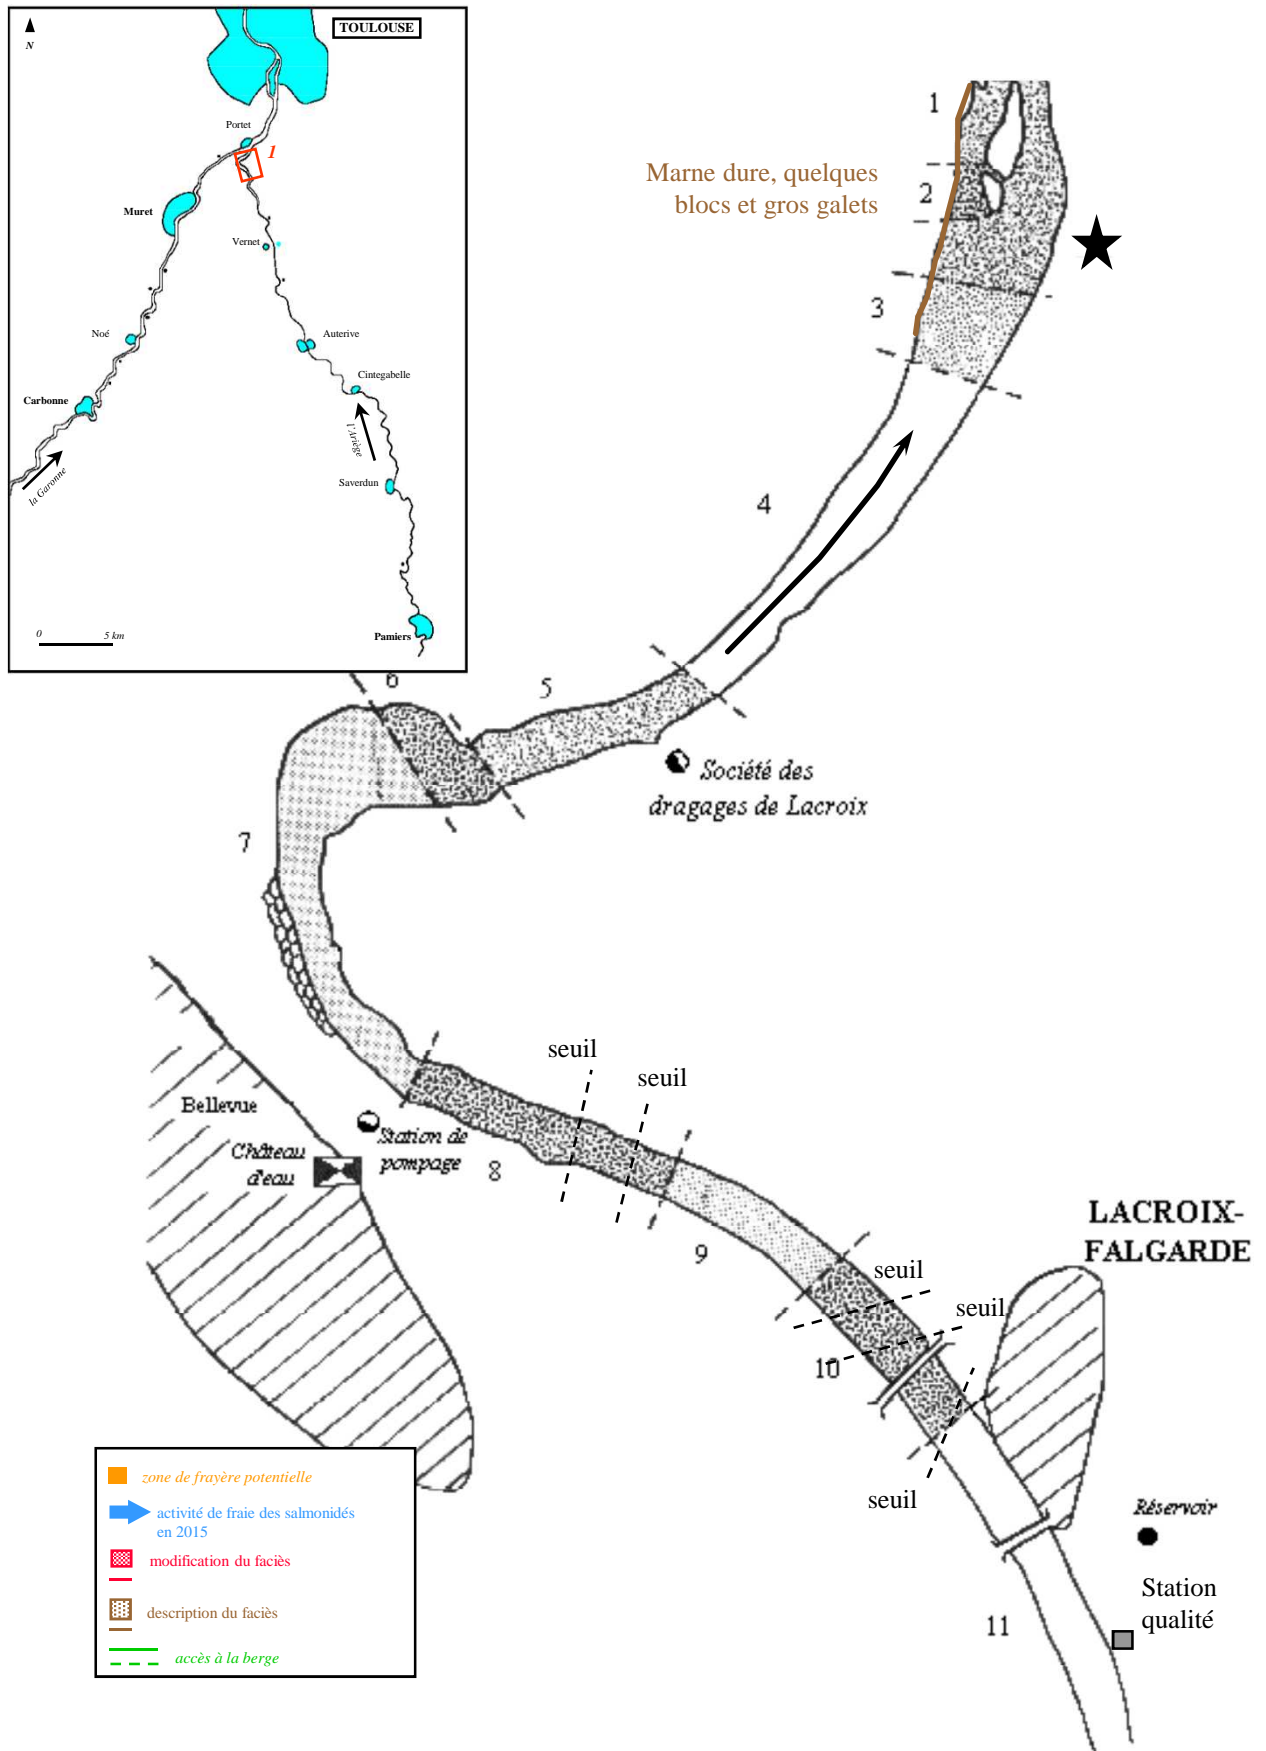 N
TOULOUSE
Portet
1
Muret
Vernet
Noé
Auterive
Cintegabelle
Carbonne
l'Ariège
la Garonne
Saverdun
0
5 km
Pamiers
1
Marne dure, quelques
blocs et gros galets
2
3
4
6
5
Société des
dragages de Lacroix
7
seuil
seuil
Bellevue
Station de
pompage
Château
d'eau
8
LACROIX-
FALGARDE
9
seuil
seuil
10
seuil
Réservoir
Station
qualité
11
zone de frayère potentielle
activité de fraie des salmonidés
en 2015
modification du faciès
description du faciès
accès à la berge